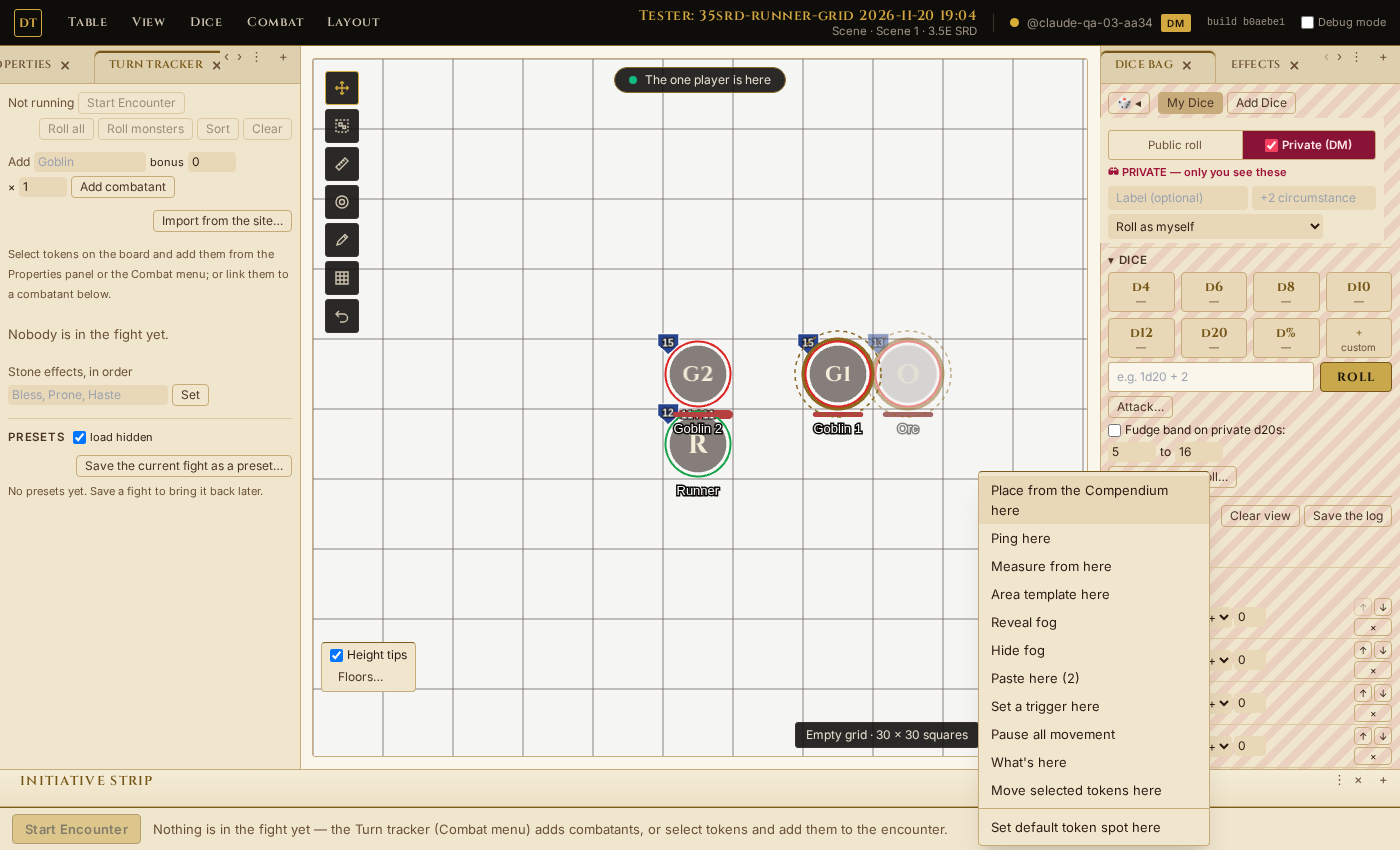 DT
TABLE
VIEW
DICE
COMBAT
LAYOUT
TESTER: 35SRD-RUNNER-GRID 2026-11-20 19:04
Scene · Scene 1 · 3.5E SRD
@claude-qa-03-aa34
DM
build b0aebe1
Debug mode
OPERTIES ×
TURN TRACKER ×
‹ › ⋮ +
Not running
Start Encounter
Roll all
Roll monsters
Sort
Clear
Add
Goblin
bonus
0
×
1
Add combatant
Import from the site...
Select tokens on the board and add them from the
Properties panel or the Combat menu; or link them to
a combatant below.
Nobody is in the fight yet.
Stone effects, in order
Bless, Prone, Haste
Set
PRESETS
load hidden
Save the current fight as a preset...
No presets yet. Save a fight to bring it back later.
The one player is here
15
G2
15
G1
13
O
12
Goblin 2
Goblin 1
Orc
R
Runner
Height tips
Floors...
Empty grid · 30 × 30 squares
Place from the Compendium
here
Ping here
Measure from here
Area template here
Reveal fog
Hide fog
Paste here (2)
Set a trigger here
Pause all movement
What's here
Move selected tokens here
Set default token spot here
DICE BAG ×
EFFECTS ×
‹ › ⋮ +
My Dice
Add Dice
Public roll
Private (DM)
PRIVATE — only you see these
Label (optional)
+2 circumstance
Roll as myself
▾ DICE
D4
—
D6
—
D8
—
D10
—
D12
—
D20
—
D%
—
+
custom
e.g. 1d20 + 2
ROLL
Attack...
Fudge band on private d20s:
5
to
16
oll...
Clear view
Save the log
+
0
↑ ↓
×
+
0
↑ ↓
×
+
0
↑ ↓
×
+
0
↑ ↓
×
INITIATIVE STRIP
⋮ × +
Start Encounter
Nothing is in the fight yet — the Turn tracker (Combat menu) adds combatants, or select tokens and add them to the encounter.